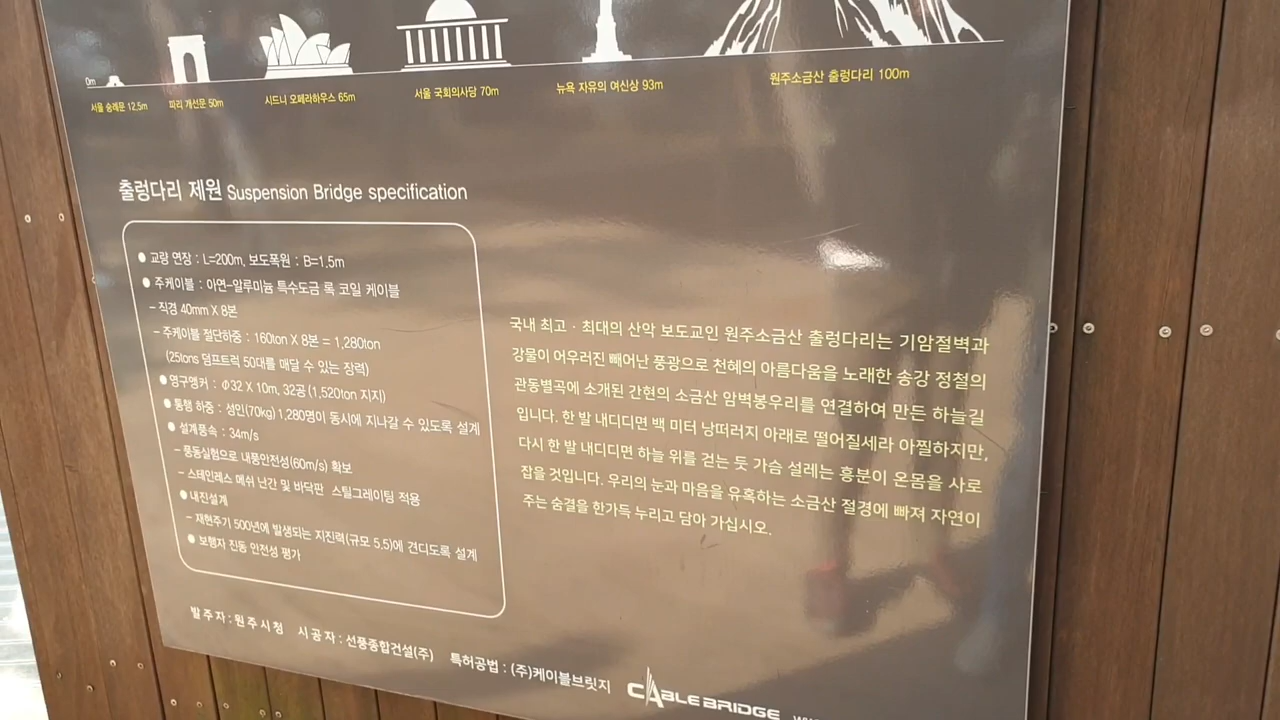 0m
서울 숭례문 12.5m
파리 개선문 50m
시드니 오페라하우스 65m
서울 국회의사당 70m
뉴욕 자유의 여신상 93m
원주소금산 출렁다리 100m
출렁다리 제원 Suspension Bridge specification
● 교량 연장 : L=200m, 보도폭원 : B=1.5m
● 주케이블 : 아연-알루미늄 특수도금 록 코일 케이블
- 직경 40mm X 8본
- 주케이블 절단하중 : 160ton X 8본 = 1,280ton
(25tons 덤프트럭 50대를 매달 수 있는 장력)
● 영구앵커 : Φ32 X 10m, 32공 (1,520ton 지지)
● 통행 하중 : 성인(70kg) 1,280명이 동시에 지나갈 수 있도록 설계
● 설계풍속 : 34m/s
- 풍동실험으로 내풍안전성(60m/s) 확보
- 스테인레스 메쉬 난간 및 바닥판 스틸그레이팅 적용
● 내진설계
- 재현주기 500년에 발생되는 지진력(규모 5.5)에 견디도록 설계
● 보행자 진동 안전성 평가
국내 최고 · 최대의 산악 보도교인 원주소금산 출렁다리는 기암절벽과
강물이 어우러진 빼어난 풍광으로 천혜의 아름다움을 노래한 송강 정철의
관동별곡에 소개된 간현의 소금산 암벽봉우리를 연결하여 만든 하늘길
입니다. 한 발 내디디면 백 미터 낭떠러지 아래로 떨어질세라 아찔하지만,
다시 한 발 내디디면 하늘 위를 걷는 듯 가슴 설레는 흥분이 온몸을 사로
잡을 것입니다. 우리의 눈과 마음을 유혹하는 소금산 절경에 빠져 자연이
주는 숨결을 한가득 누리고 담아 가십시오.
발주자 : 원주시청 시공자 : 선풍종합건설(주) 특허공법 : (주)케이블브릿지 CABLE BRIDGE